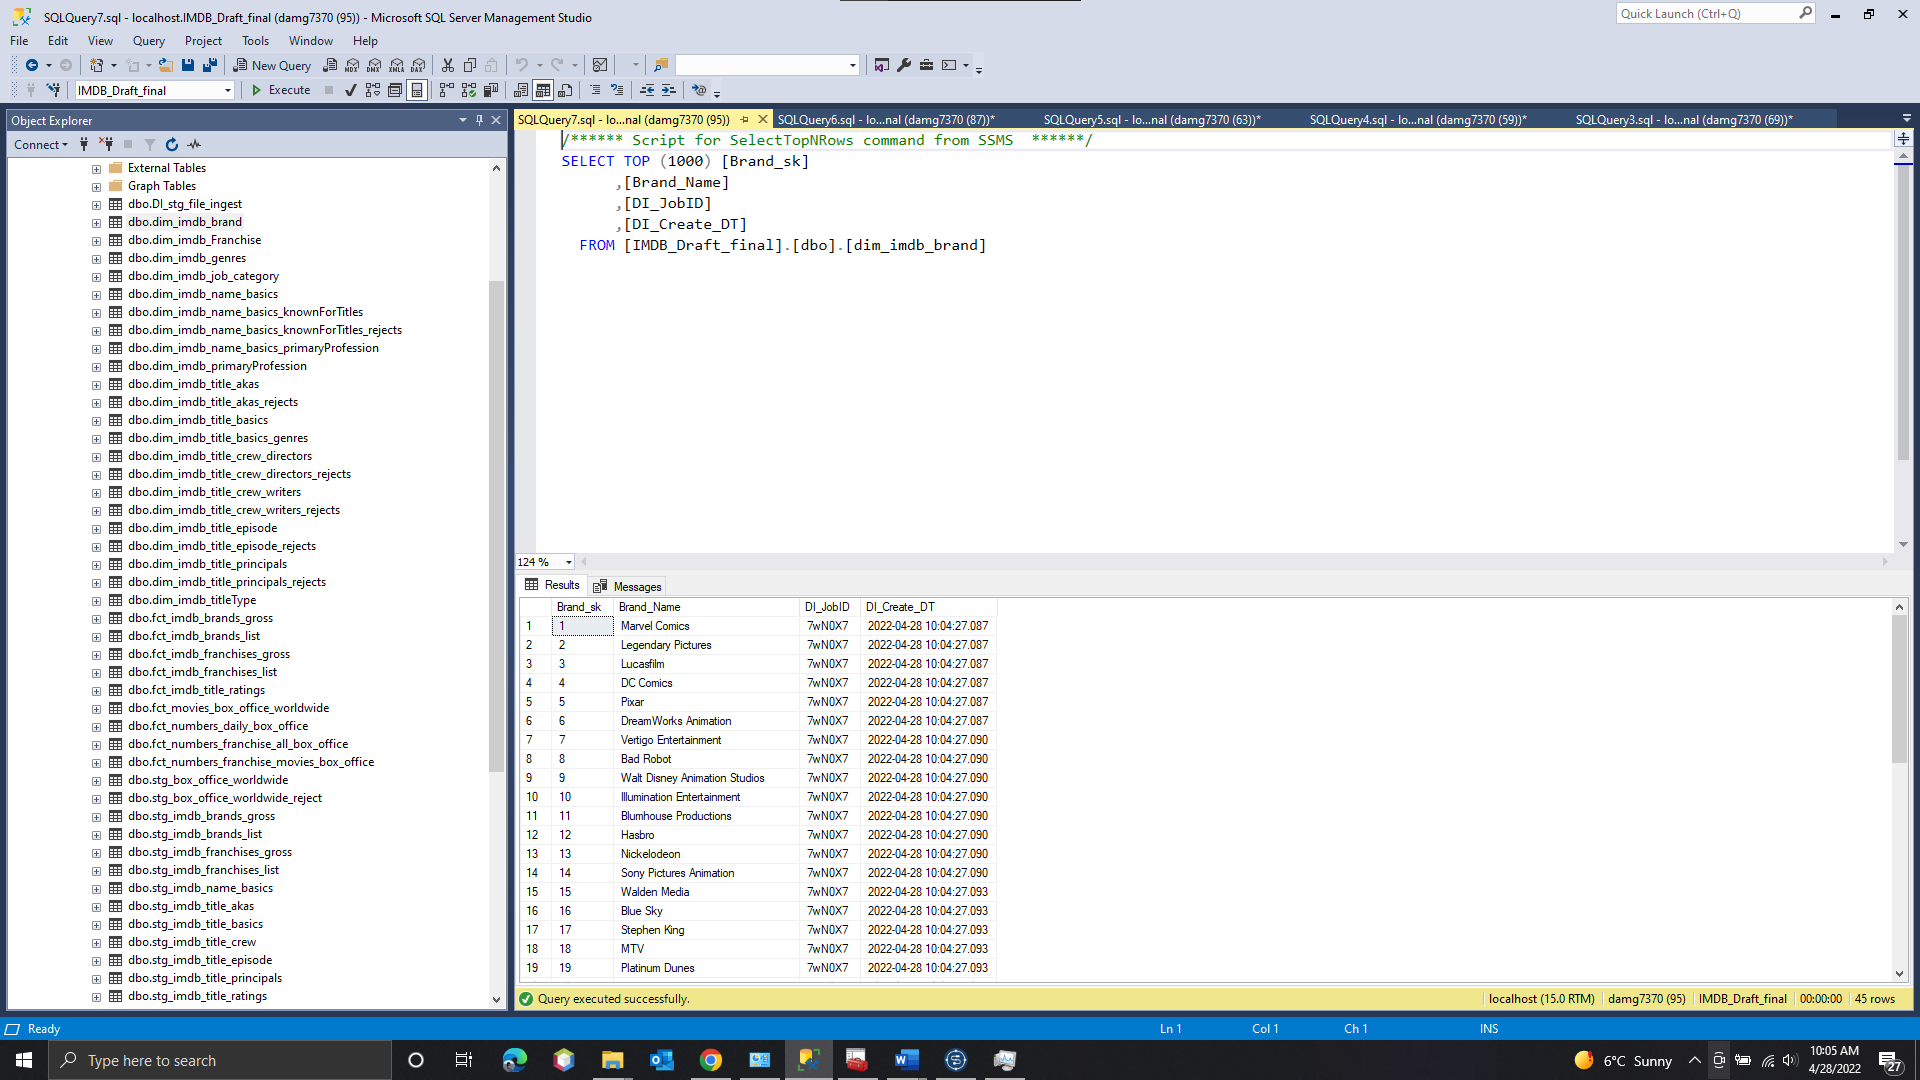 SQLQuery7.sql - localhost.IMDB_Draft_final (damg7370 (95)) - Microsoft SQL Server Management Studio
Quick Launch (Ctrl+Q)
File Edit View Query Project Tools Window Help
New Query
MDX DMX XMLA DAX
IMDB_Draft_final
Execute
Object Explorer
Connect
External Tables
Graph Tables
dbo.DI_stg_file_ingest
dbo.dim_imdb_brand
dbo.dim_imdb_Franchise
dbo.dim_imdb_genres
dbo.dim_imdb_job_category
dbo.dim_imdb_name_basics
dbo.dim_imdb_name_basics_knownForTitles
dbo.dim_imdb_name_basics_knownForTitles_rejects
dbo.dim_imdb_name_basics_primaryProfession
dbo.dim_imdb_primaryProfession
dbo.dim_imdb_title_akas
dbo.dim_imdb_title_akas_rejects
dbo.dim_imdb_title_basics
dbo.dim_imdb_title_basics_genres
dbo.dim_imdb_title_crew_directors
dbo.dim_imdb_title_crew_directors_rejects
dbo.dim_imdb_title_crew_writers
dbo.dim_imdb_title_crew_writers_rejects
dbo.dim_imdb_title_episode
dbo.dim_imdb_title_episode_rejects
dbo.dim_imdb_title_principals
dbo.dim_imdb_title_principals_rejects
dbo.dim_imdb_titleType
dbo.fct_imdb_brands_gross
dbo.fct_imdb_brands_list
dbo.fct_imdb_franchises_gross
dbo.fct_imdb_franchises_list
dbo.fct_imdb_title_ratings
dbo.fct_movies_box_office_worldwide
dbo.fct_numbers_daily_box_office
dbo.fct_numbers_franchise_all_box_office
dbo.fct_numbers_franchise_movies_box_office
dbo.stg_box_office_worldwide
dbo.stg_box_office_worldwide_reject
dbo.stg_imdb_brands_gross
dbo.stg_imdb_brands_list
dbo.stg_imdb_franchises_gross
dbo.stg_imdb_franchises_list
dbo.stg_imdb_name_basics
dbo.stg_imdb_title_akas
dbo.stg_imdb_title_basics
dbo.stg_imdb_title_crew
dbo.stg_imdb_title_episode
dbo.stg_imdb_title_principals
dbo.stg_imdb_title_ratings
SQLQuery7.sql - lo...nal (damg7370 (95)) SQLQuery6.sql - lo...nal (damg7370 (87))* SQLQuery5.sql - lo...nal (damg7370 (63))* SQLQuery4.sql - lo...nal (damg7370 (59))* SQLQuery3.sql - lo...nal (damg7370 (69))*
/****** Script for SelectTopNRows command from SSMS ******/
SELECT TOP (1000) [Brand_sk]
,[Brand_Name]
,[DI_JobID]
,[DI_Create_DT]
FROM [IMDB_Draft_final].[dbo].[dim_imdb_brand]
124 %
Results Messages
Brand_sk Brand_Name DI_JobID DI_Create_DT
1 1 Marvel Comics 7wN0X7 2022-04-28 10:04:27.087
2 2 Legendary Pictures 7wN0X7 2022-04-28 10:04:27.087
3 3 Lucasfilm 7wN0X7 2022-04-28 10:04:27.087
4 4 DC Comics 7wN0X7 2022-04-28 10:04:27.087
5 5 Pixar 7wN0X7 2022-04-28 10:04:27.087
6 6 DreamWorks Animation 7wN0X7 2022-04-28 10:04:27.087
7 7 Vertigo Entertainment 7wN0X7 2022-04-28 10:04:27.090
8 8 Bad Robot 7wN0X7 2022-04-28 10:04:27.090
9 9 Walt Disney Animation Studios 7wN0X7 2022-04-28 10:04:27.090
10 10 Illumination Entertainment 7wN0X7 2022-04-28 10:04:27.090
11 11 Blumhouse Productions 7wN0X7 2022-04-28 10:04:27.090
12 12 Hasbro 7wN0X7 2022-04-28 10:04:27.090
13 13 Nickelodeon 7wN0X7 2022-04-28 10:04:27.090
14 14 Sony Pictures Animation 7wN0X7 2022-04-28 10:04:27.090
15 15 Walden Media 7wN0X7 2022-04-28 10:04:27.093
16 16 Blue Sky 7wN0X7 2022-04-28 10:04:27.093
17 17 Stephen King 7wN0X7 2022-04-28 10:04:27.093
18 18 MTV 7wN0X7 2022-04-28 10:04:27.093
19 19 Platinum Dunes 7wN0X7 2022-04-28 10:04:27.093
Query executed successfully. localhost (15.0 RTM) damg7370 (95) IMDB_Draft_final 00:00:00 45 rows
Ready Ln 1 Col 1 Ch 1 INS
Type here to search
6°C Sunny
10:05 AM
4/28/2022
27